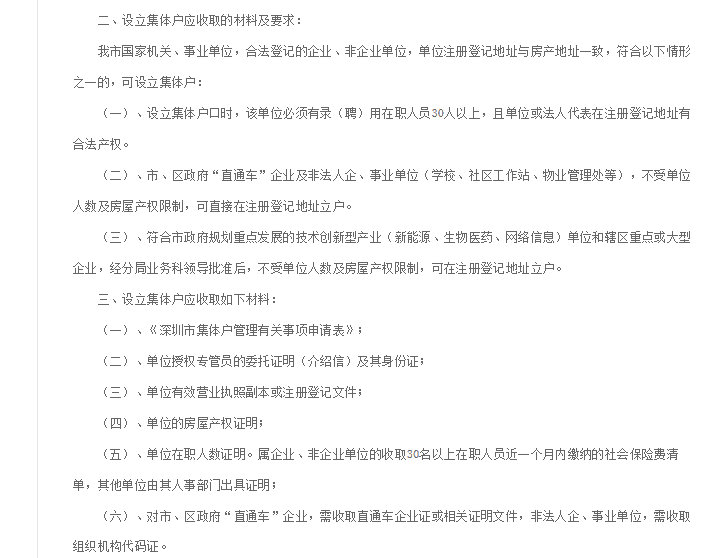 二、设立集体户应收取的材料及要求：
我市国家机关、事业单位，合法登记的企业、非企业单位，单位注册登记地址与房产地址一致，符合以下情形
之一的，可设立集体户：
（一）、设立集体户口时，该单位必须有录（聘）用在职人员30人以上，且单位或法人代表在注册登记地址有
合法产权。
（二）、市、区政府“直通车”企业及非法人企、事业单位（学校、社区工作站、物业管理处等），不受单位
人数及房屋产权限制，可直接在注册登记地址立户。
（三）、符合市政府规划重点发展的技术创新型产业（新能源、生物医药、网络信息）单位和辖区重点或大型
企业，经分局业务科领导批准后，不受单位人数及房屋产权限制，可在注册登记地址立户。
三、设立集体户应收取如下材料：
（一）、《深圳市集体户管理有关事项申请表》；
（二）、单位授权专管员的委托证明（介绍信）及其身份证；
（三）、单位有效营业执照副本或注册登记文件；
（四）、单位的房屋产权证明；
（五）、单位在职人数证明。属企业、非企业单位的收取30名以上在职人员近一个月内缴纳的社会保险费清
单，其他单位由其人事部门出具证明；
（六）、对市、区政府“直通车”企业，需收取直通车企业证或相关证明文件，非法人企、事业单位，需收取
组织机构代码证。